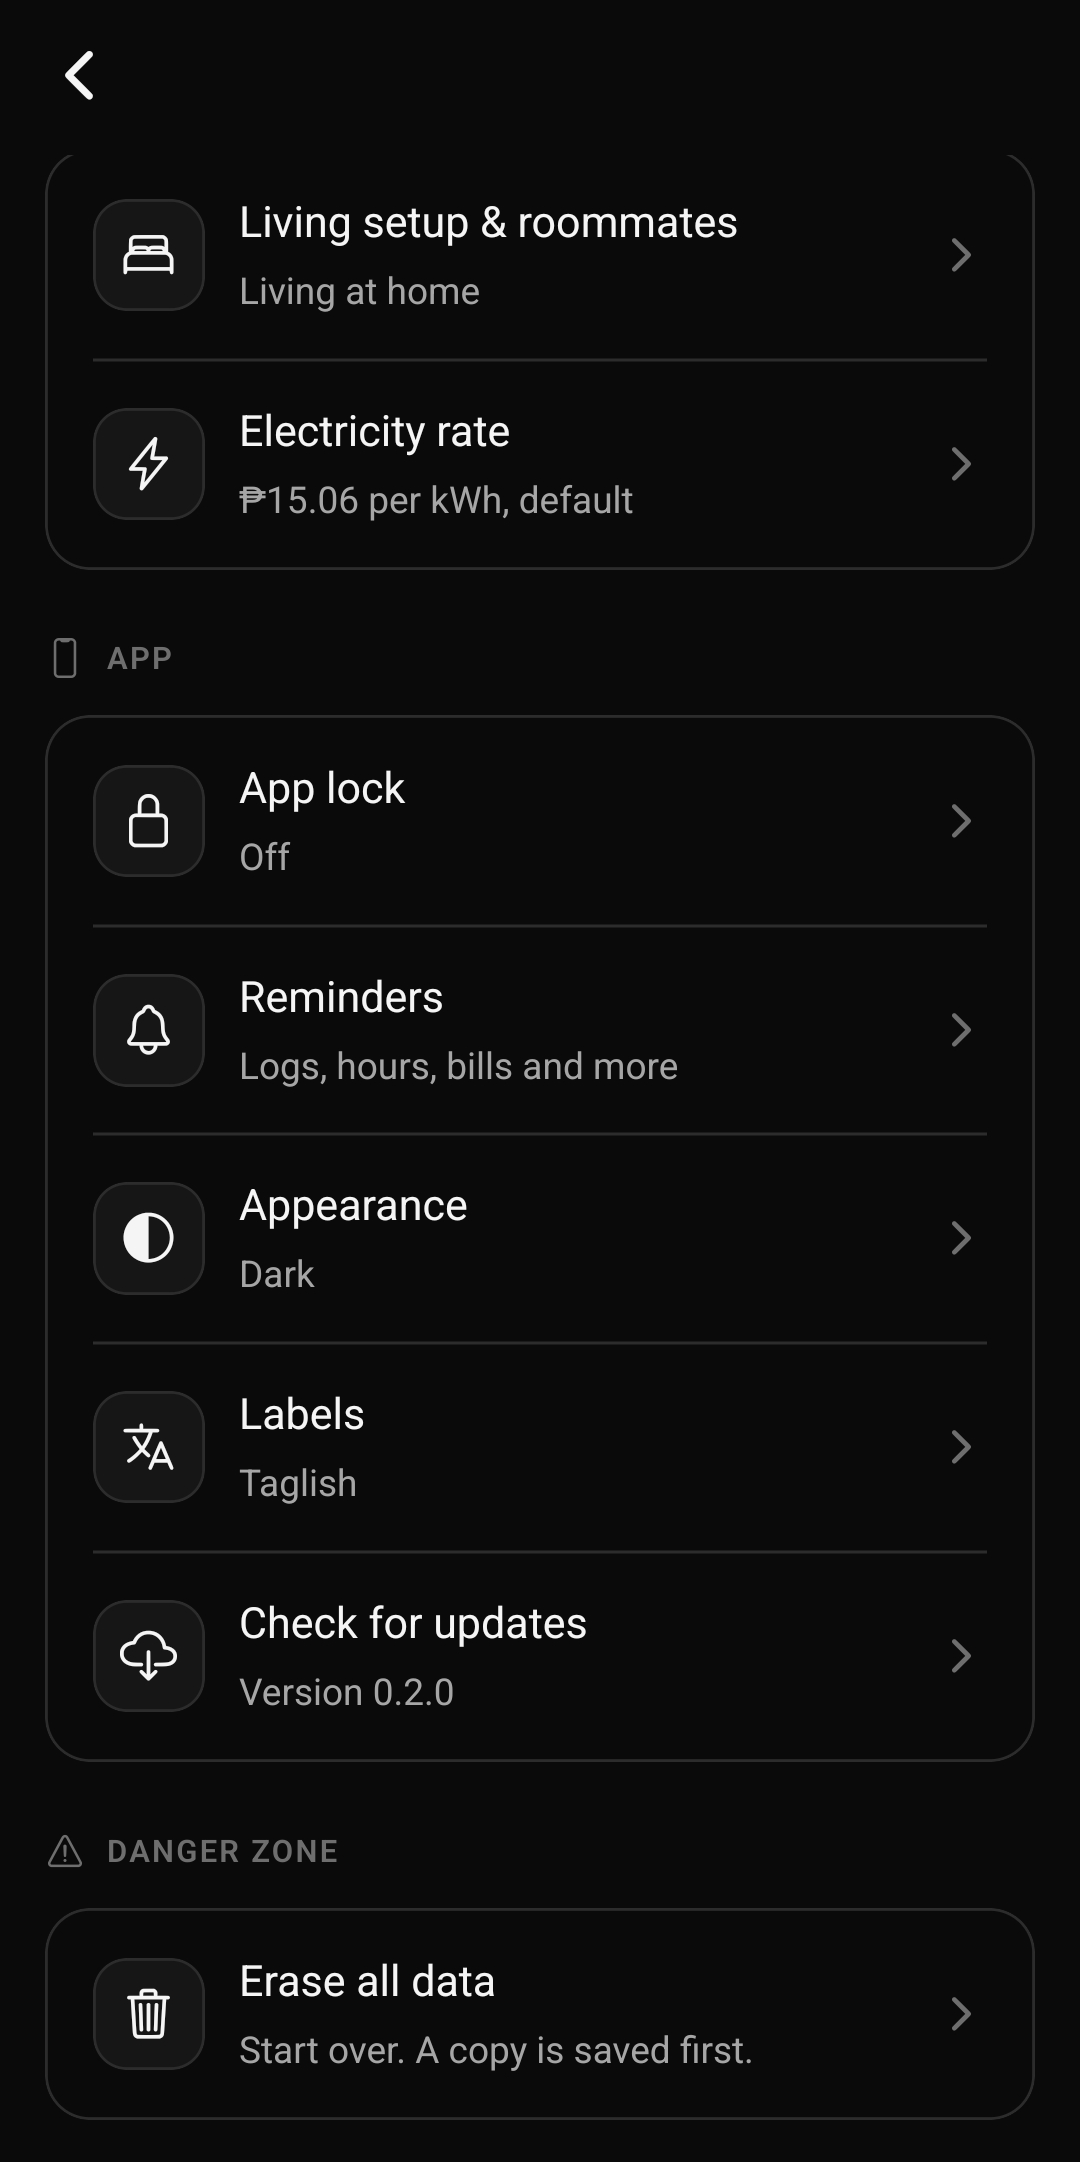 Living setup & roommates
Living at home
Electricity rate
₱15.06 per kWh, default
APP
App lock
Off
Reminders
Logs, hours, bills and more
Appearance
Dark
Labels
Taglish
Check for updates
Version 0.2.0
DANGER ZONE
Erase all data
Start over. A copy is saved first.